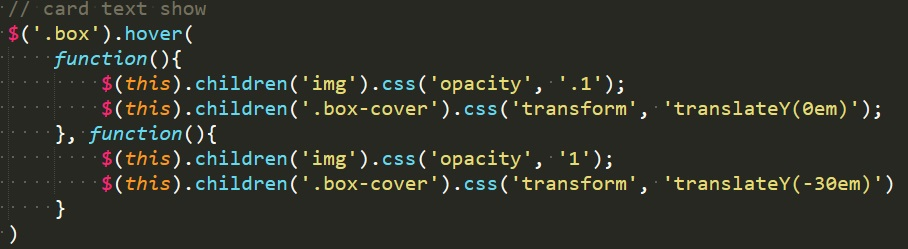 // card text show
$('.box').hover(
    function(){
        $(this).children('img').css('opacity', '.1');
        $(this).children('.box-cover').css('transform', 'translateY(0em)');
    }, function(){
        $(this).children('img').css('opacity', '1');
        $(this).children('.box-cover').css('transform', 'translateY(-30em)')
    }
)